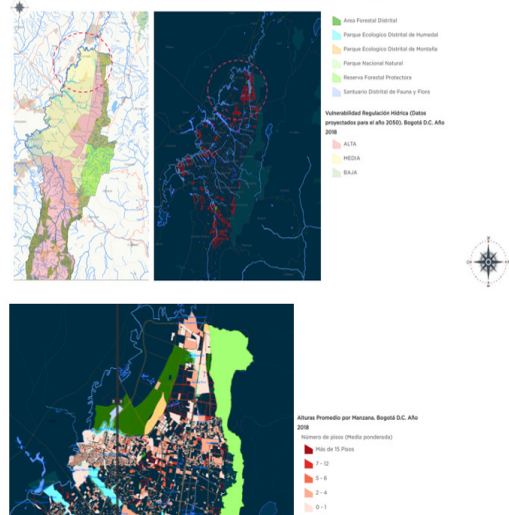 Area Forestal Distrital
Parque Ecologico Distrital de Humedal
Parque Ecologico Distrital de Montaña
Parque Nacional Natural
Reserva Forestal Protectora
Santuario Distrital de Fauna y Flora
Vulnerabilidad Regulación Hídrica (Datos
proyectados para el año 2050). Bogotá D.C. Año
2018
ALTA
MEDIA
BAJA
N
Alturas Promedio por Manzana. Bogotá D.C. Año
2018
Número de pisos (Media ponderada)
Más de 15 Pisos
7 - 12
5 - 6
2 - 4
0 - 1